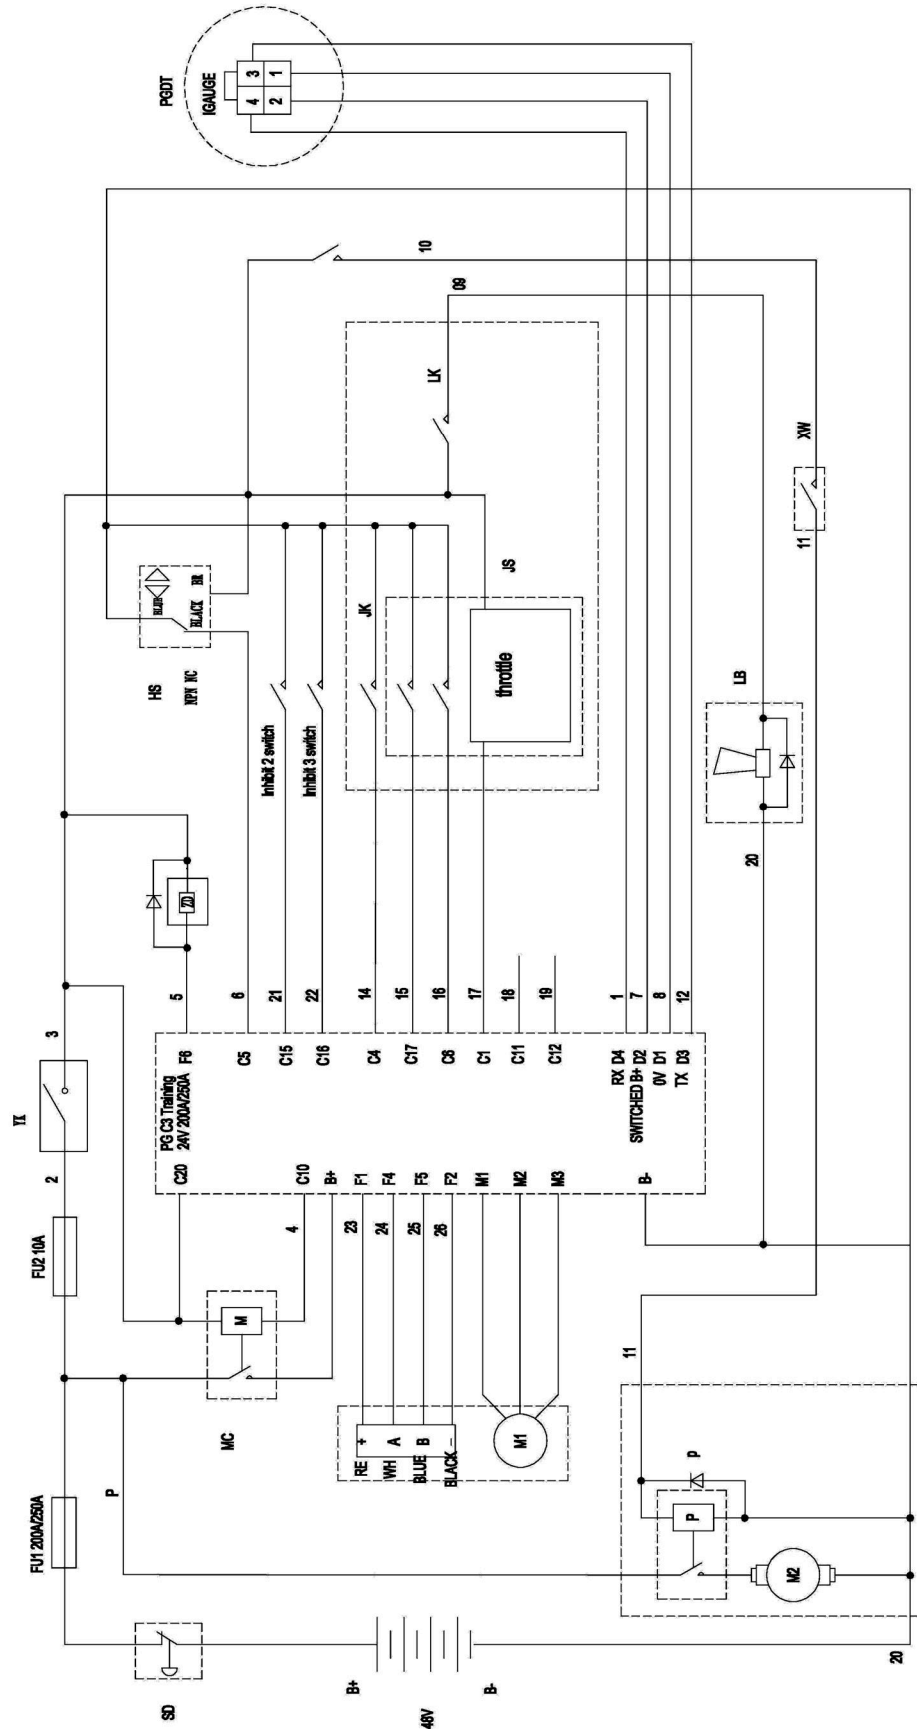 SD
B+
48V
B-
20
FU1 200A/250A
P
FU2 10A
2
YK
3
MC
M
4
RE
WH
BLUE
BLACK
+
A
B
–
M1
23
24
25
26
11
P
p
M2
PG C3 Training
24V 200A/250A
C20
C10
B+
F1
F4
F5
F2
M1
M2
M3
B-
F6
C5
C15
C16
C4
C17
C6
C1
C11
C12
RX D4
SWITCHED B+ D2
0V D1
TX D3
5
6
21
22
14
15
16
17
18
19
1
7
8
12
ZD
HS
NPN NC
BLUE
BLACK
BR
Inhibit 2 switch
Inhibit 3 switch
JK
JS
throttle
LK
09
10
LB
20
11
XW
PGDT
IGAUGE
4
3
2
1